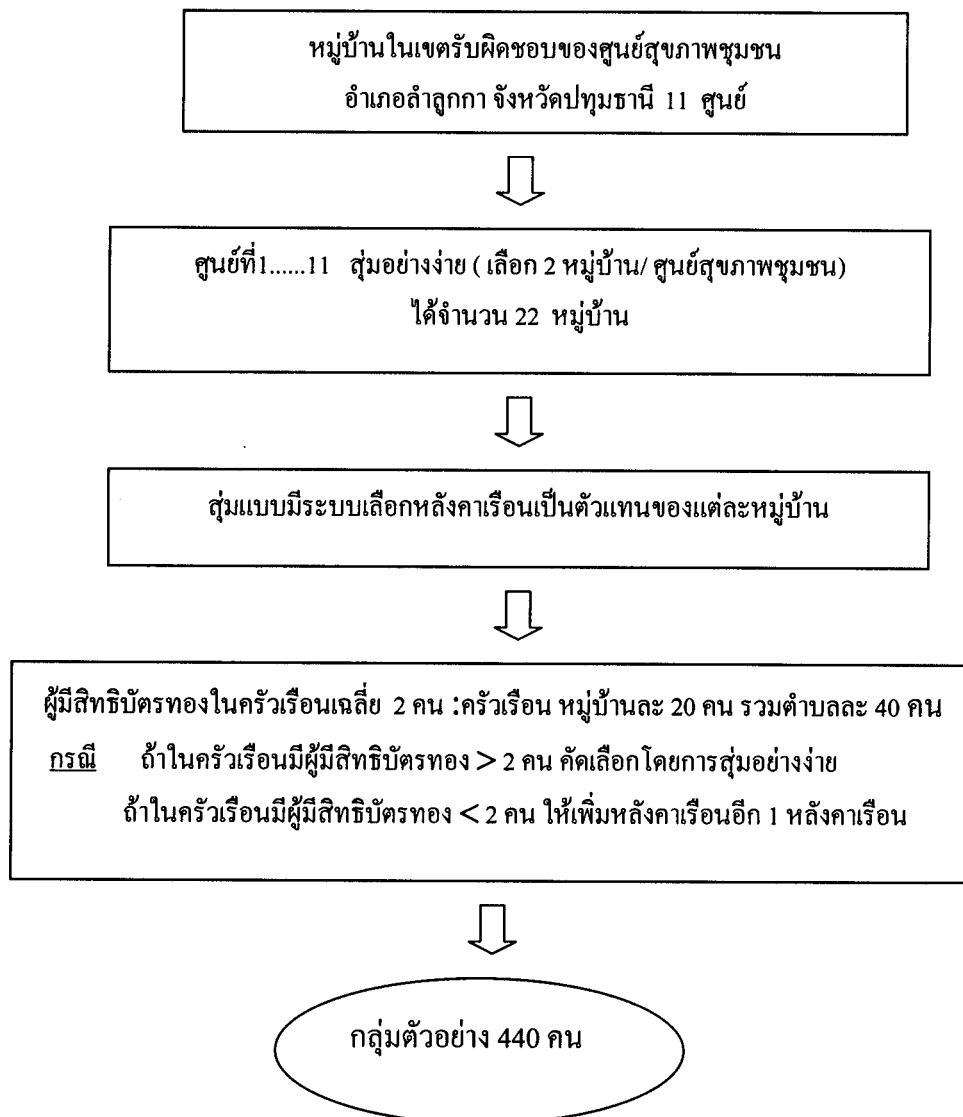 หมู่บ้านในเขตรับผิดชอบของศูนย์สุขภาพชุมชน
อำเภอลำลูกกา จังหวัดปทุมธานี 11 ศูนย์
ศูนย์ที่1......11 สุ่มอย่างง่าย ( เลือก 2 หมู่บ้าน/ ศูนย์สุขภาพชุมชน)
ได้จำนวน 22 หมู่บ้าน
สุ่มแบบมีระบบเลือกหลังคาเรือนเป็นตัวแทนของแต่ละหมู่บ้าน
ผู้มีสิทธิบัตรทองในครัวเรือนเฉลี่ย 2 คน :ครัวเรือน หมู่บ้านละ 20 คน รวมตำบลละ 40 คน
กรณี ถ้าในครัวเรือนมีผู้มีสิทธิบัตรทอง > 2 คน คัดเลือกโดยการสุ่มอย่างง่าย
ถ้าในครัวเรือนมีผู้มีสิทธิบัตรทอง < 2 คน ให้เพิ่มหลังคาเรือนอีก 1 หลังคาเรือน
กลุ่มตัวอย่าง 440 คน